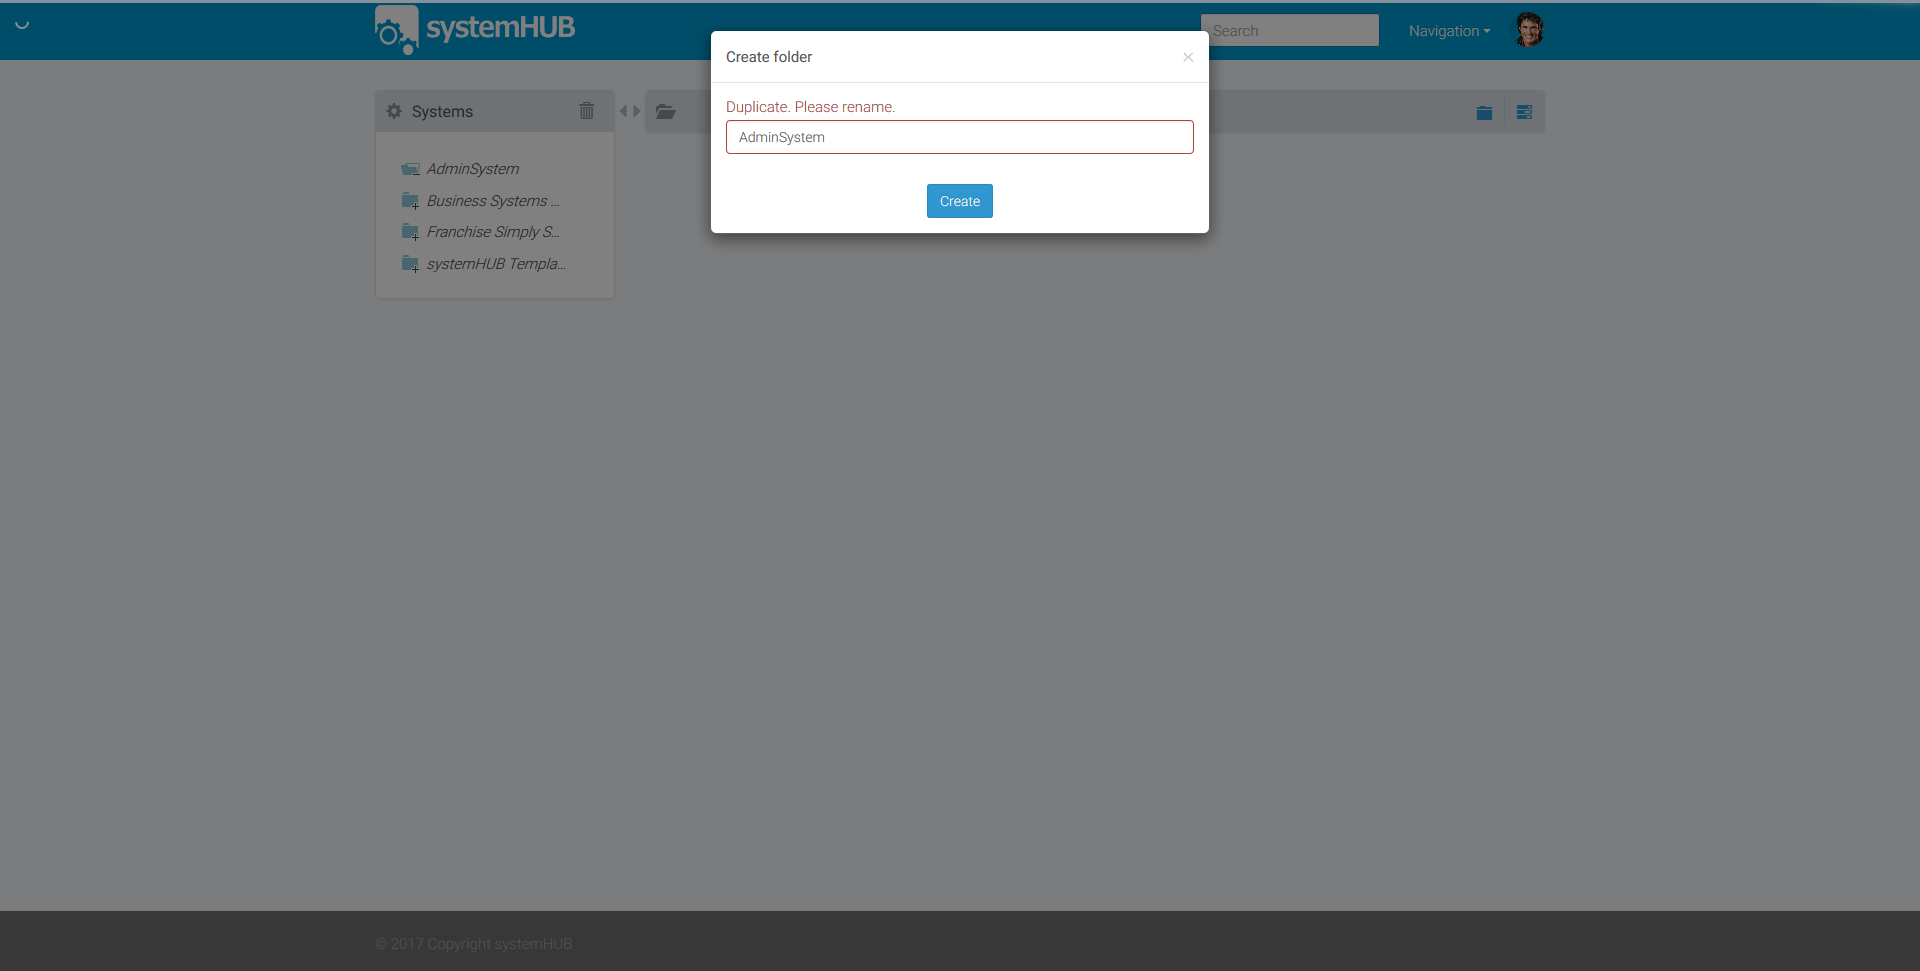 systemHUB
Search
Navigation
Create folder
×
Duplicate. Please rename.
AdminSystem
Create
Systems
AdminSystem
Business Systems ...
Franchise Simply S...
systemHUB Templa...
© 2017 Copyright systemHUB